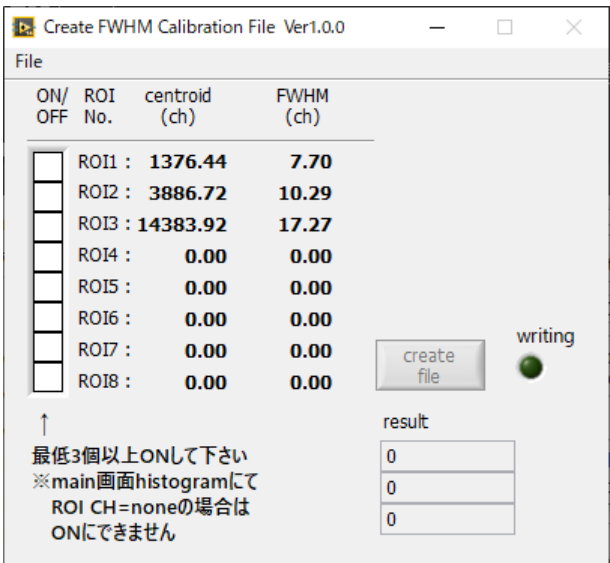 Create FWHM Calibration File Ver1.0.0
File
ON/ ROI centroid FWHM
OFF No. (ch) (ch)
ROI1 : 1376.44 7.70
ROI2 : 3886.72 10.29
ROI3 : 14383.92 17.27
ROI4 : 0.00 0.00
ROI5 : 0.00 0.00
ROI6 : 0.00 0.00
ROI7 : 0.00 0.00
ROI8 : 0.00 0.00
writing
create
file
↑
最低3個以上ONして下さい
※main画面histogramにて
ROI CH=noneの場合は
ONにできません
result
0
0
0